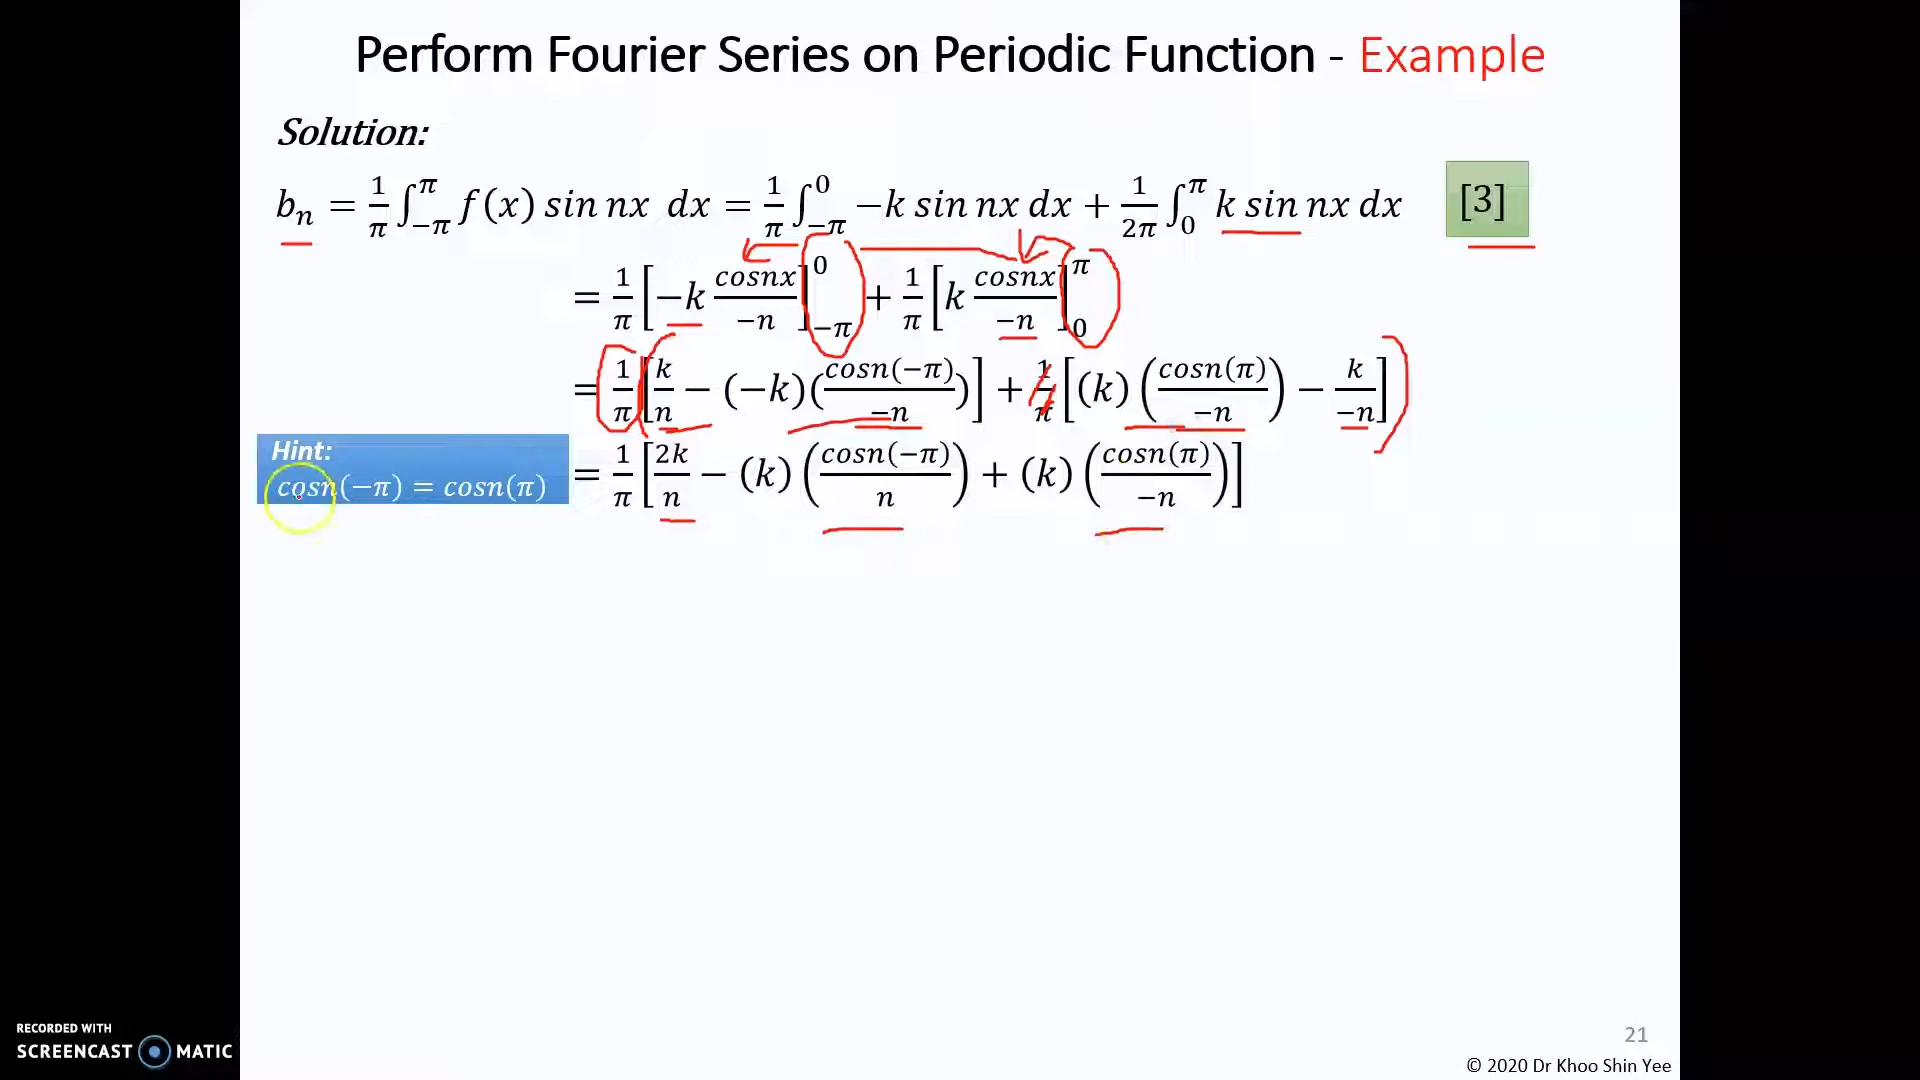 Perform Fourier Series on Periodic Function - Example
Solution:
bₙ = 1/π ∫_{-π}^{π} f(x) sin nx dx = 1/π ∫_{-π}^{0} −k sin nx dx + 1/2π ∫_{0}^{π} k sin nx dx [3]
= 1/π [−k cosnx/−n]_{−π}^{0} + 1/π [k cosnx/−n]_{0}^{π}
= 1/π [k/n − (−k)(cosn(−π)/−n)] + 1/π [(k)(cosn(π)/−n) − k/−n]
= 1/π [2k/n − (k)(cosn(−π)/n) + (k)(cosn(π)/−n)]
Hint:
cosn(−π) = cosn(π)
21
© 2020 Dr Khoo Shin Yee
RECORDED WITH
SCREENCAST MATIC